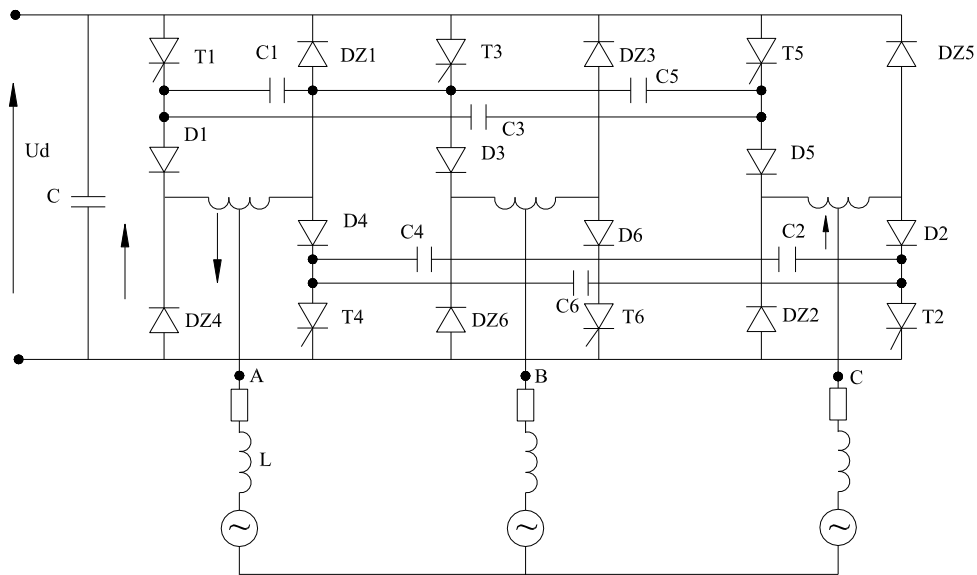 T1 C1 DZ1 T3 DZ3 C5 T5 DZ5
C3
Ud D1 D3 D5
C
D4 C4 D6 C2 D2
DZ4 T4 DZ6 C6 T6 DZ2 T2
A B C
L
~ ~ ~